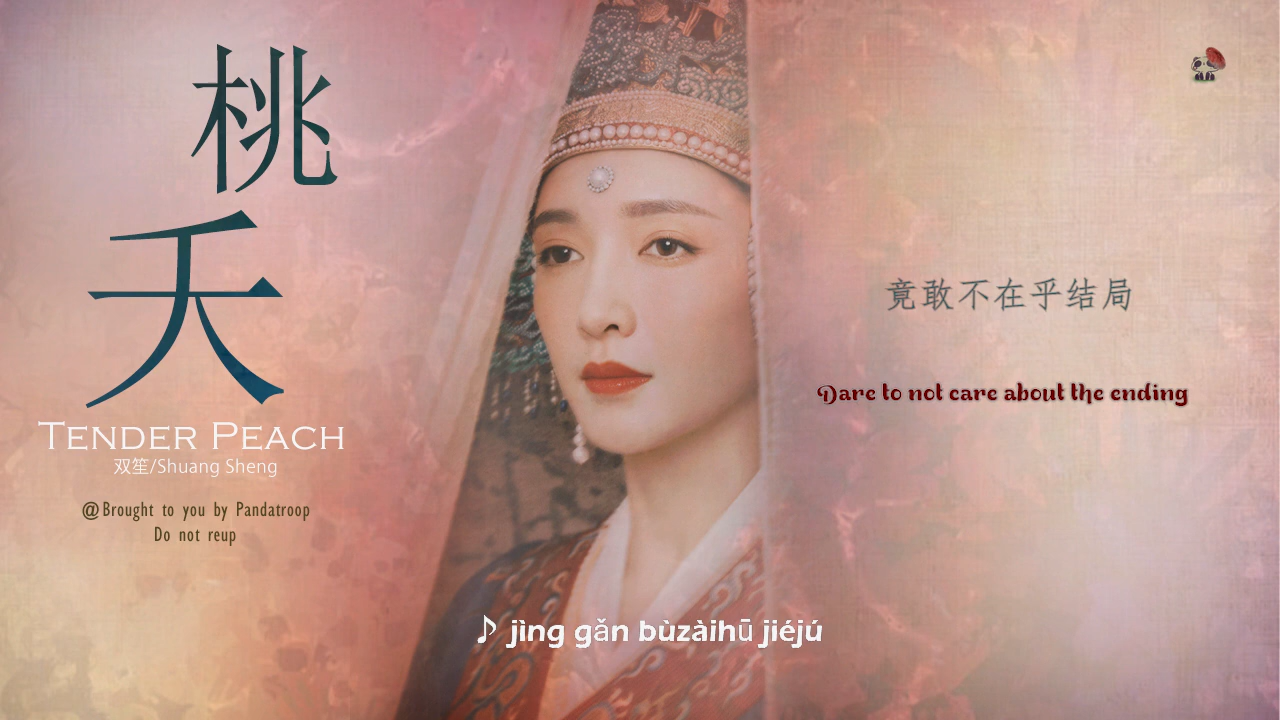 桃
夭
TENDER PEACH
双笙/Shuang Sheng
@Brought to you by Pandatroop
Do not reup
竟敢不在乎结局
Dare to not care about the ending
♪ jìng gǎn bùzàihū jiéjú